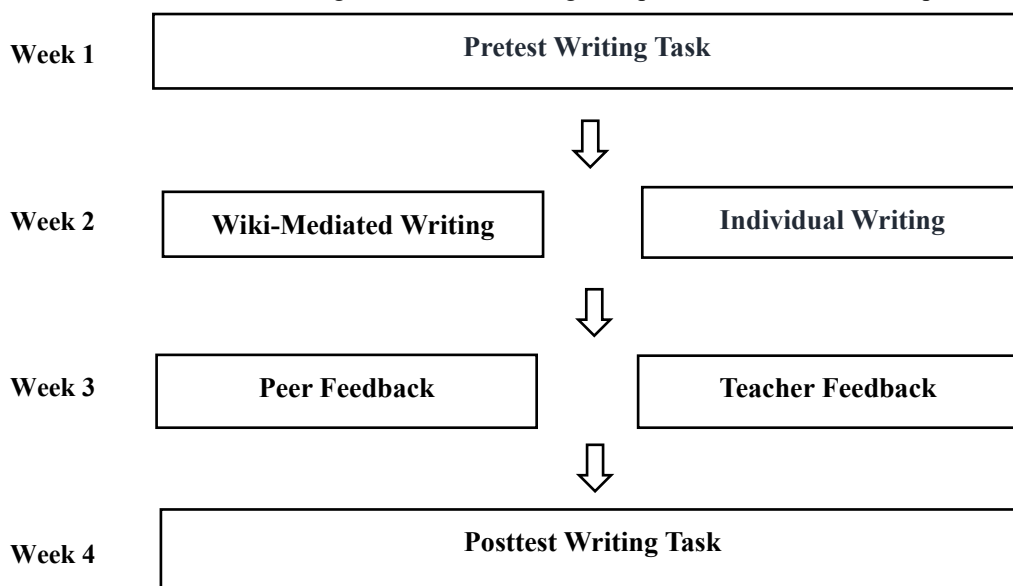 Week 1 Pretest Writing Task
Week 2 Wiki-Mediated Writing Individual Writing
Week 3 Peer Feedback Teacher Feedback
Week 4 Posttest Writing Task